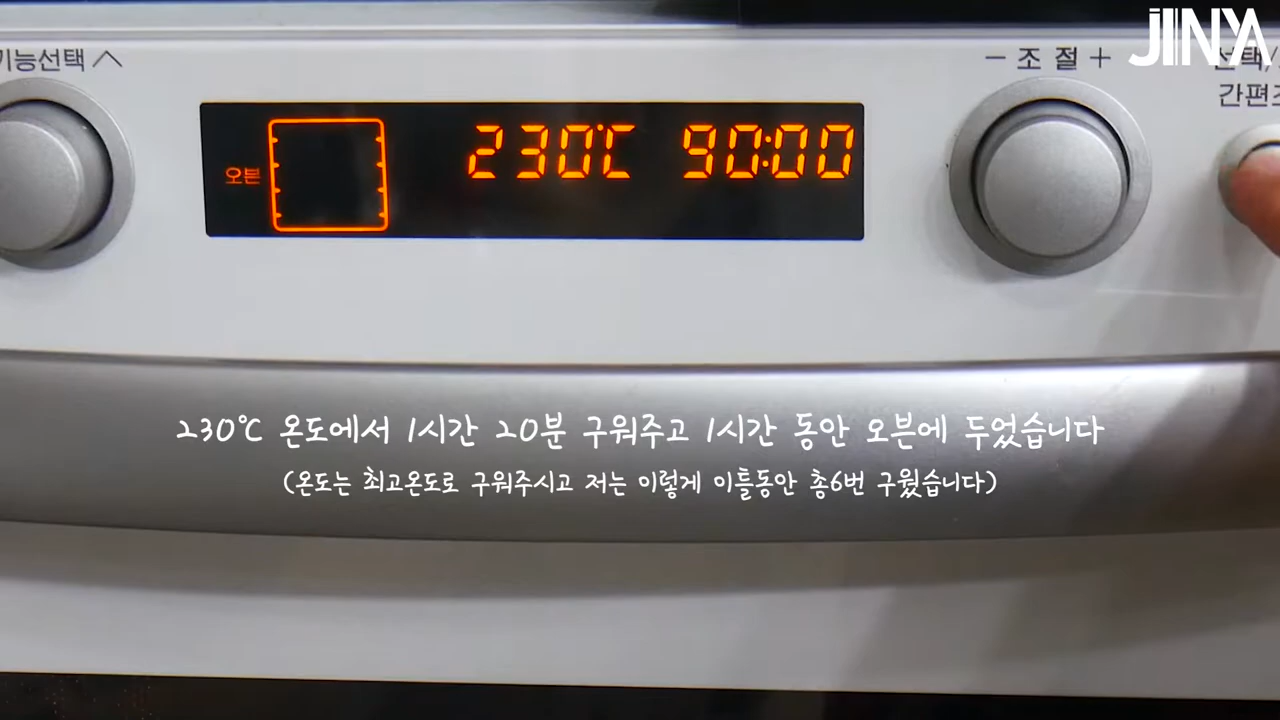 기능선택 ︿
− 조 절 +
JINYA
선택/
간편조
오븐
230℃ 90:00
230℃ 온도에서 1시간 20분 구워주고 1시간 동안 오븐에 두었습니다
(온도는 최고온도로 구워주시고 저는 이렇게 이틀동안 총6번 구웠습니다)